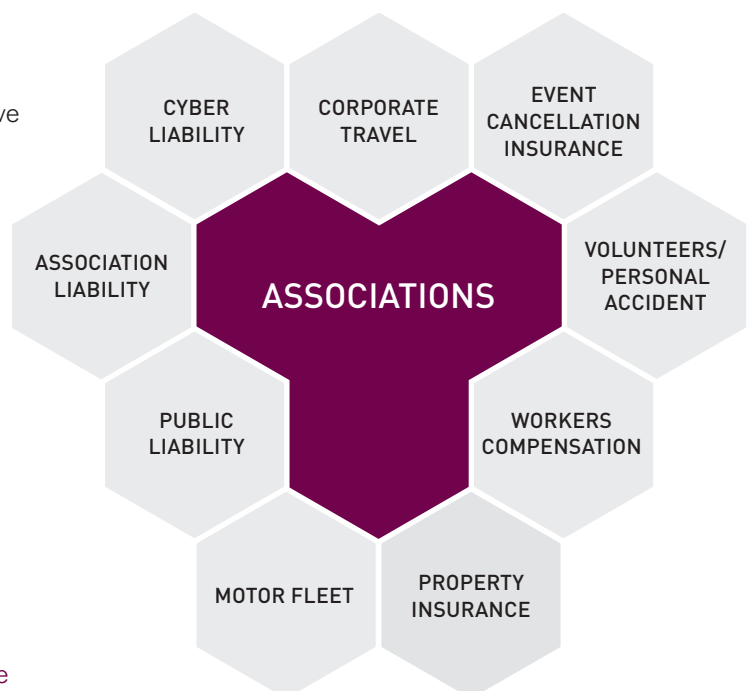 CYBER
LIABILITY
CORPORATE
TRAVEL
EVENT
CANCELLATION
INSURANCE
ASSOCIATION
LIABILITY
ASSOCIATIONS
VOLUNTEERS/
PERSONAL
ACCIDENT
PUBLIC
LIABILITY
WORKERS
COMPENSATION
MOTOR FLEET
PROPERTY
INSURANCE